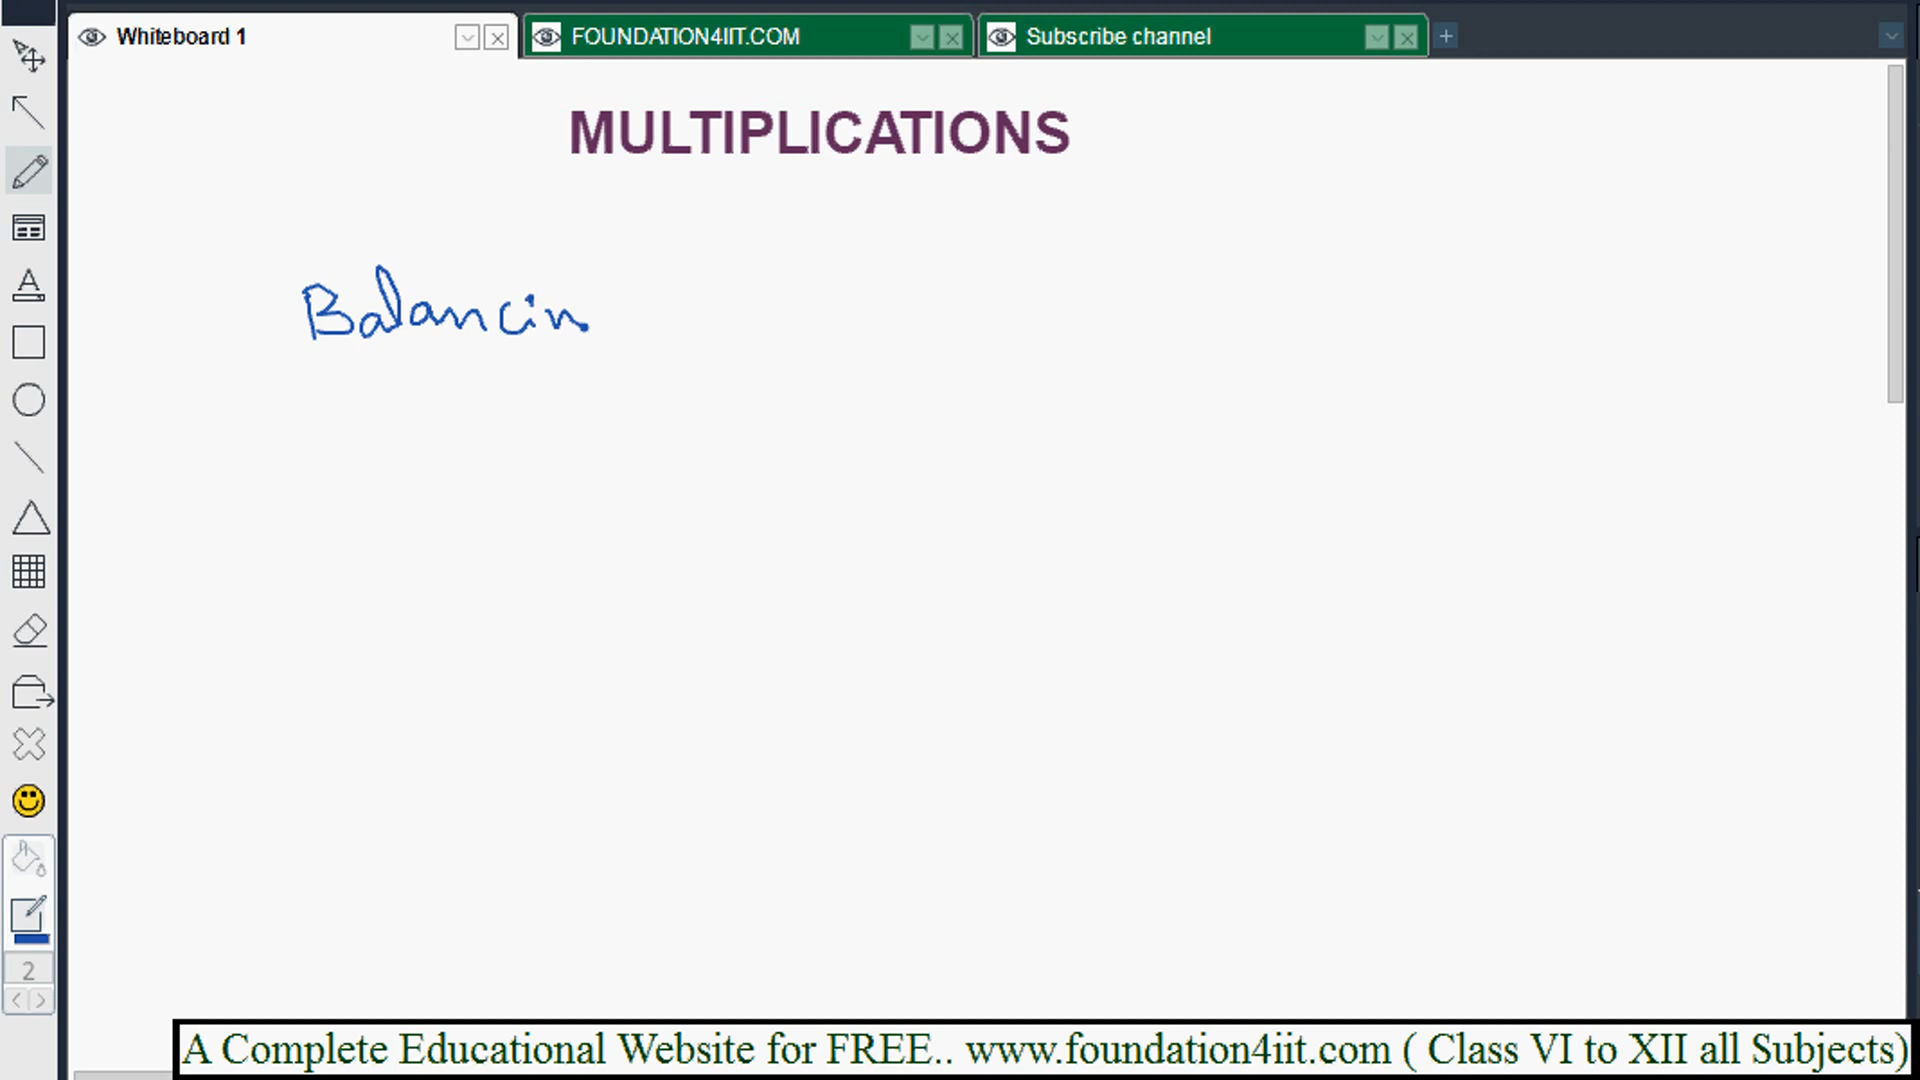 Whiteboard 1 FOUNDATION4IIT.COM Subscribe channel
MULTIPLICATIONS
Balancin
2
A Complete Educational Website for FREE.. www.foundation4iit.com ( Class VI to XII all Subjects)